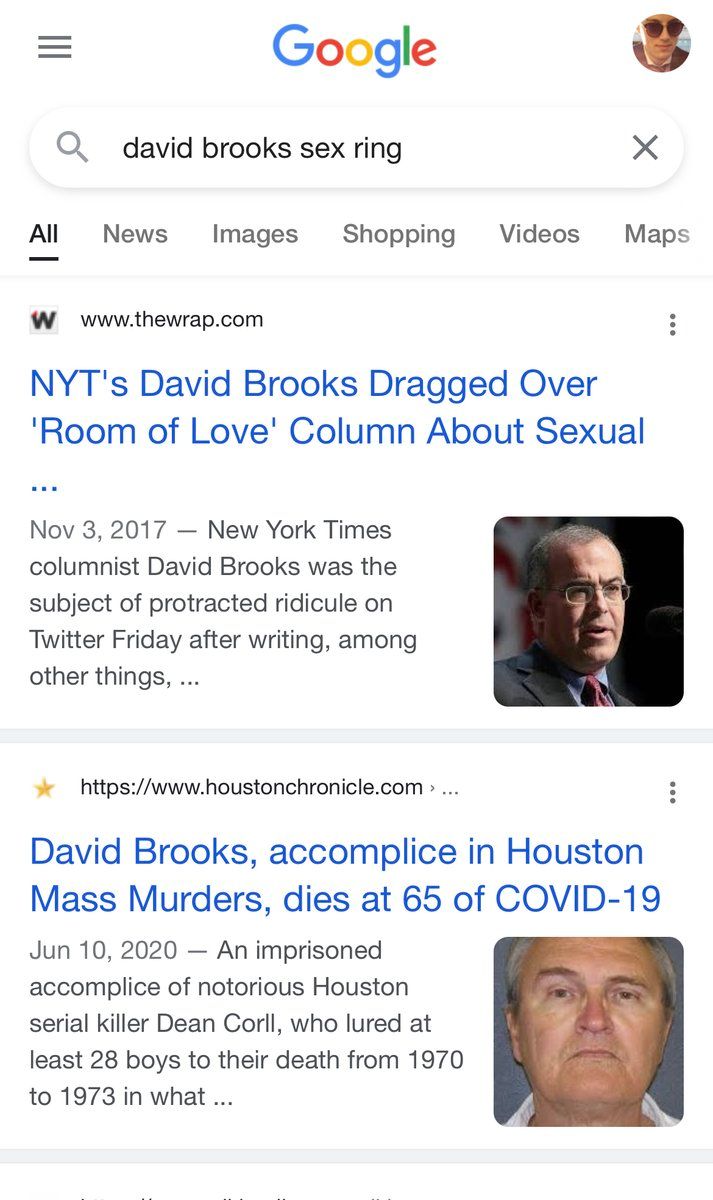 Google
david brooks sex ring
All News Images Shopping Videos Maps
www.thewrap.com
NYT's David Brooks Dragged Over
'Room of Love' Column About Sexual
...
Nov 3, 2017 — New York Times
columnist David Brooks was the
subject of protracted ridicule on
Twitter Friday after writing, among
other things, ...
https://www.houstonchronicle.com › ...
David Brooks, accomplice in Houston
Mass Murders, dies at 65 of COVID-19
Jun 10, 2020 — An imprisoned
accomplice of notorious Houston
serial killer Dean Corll, who lured at
least 28 boys to their death from 1970
to 1973 in what ...